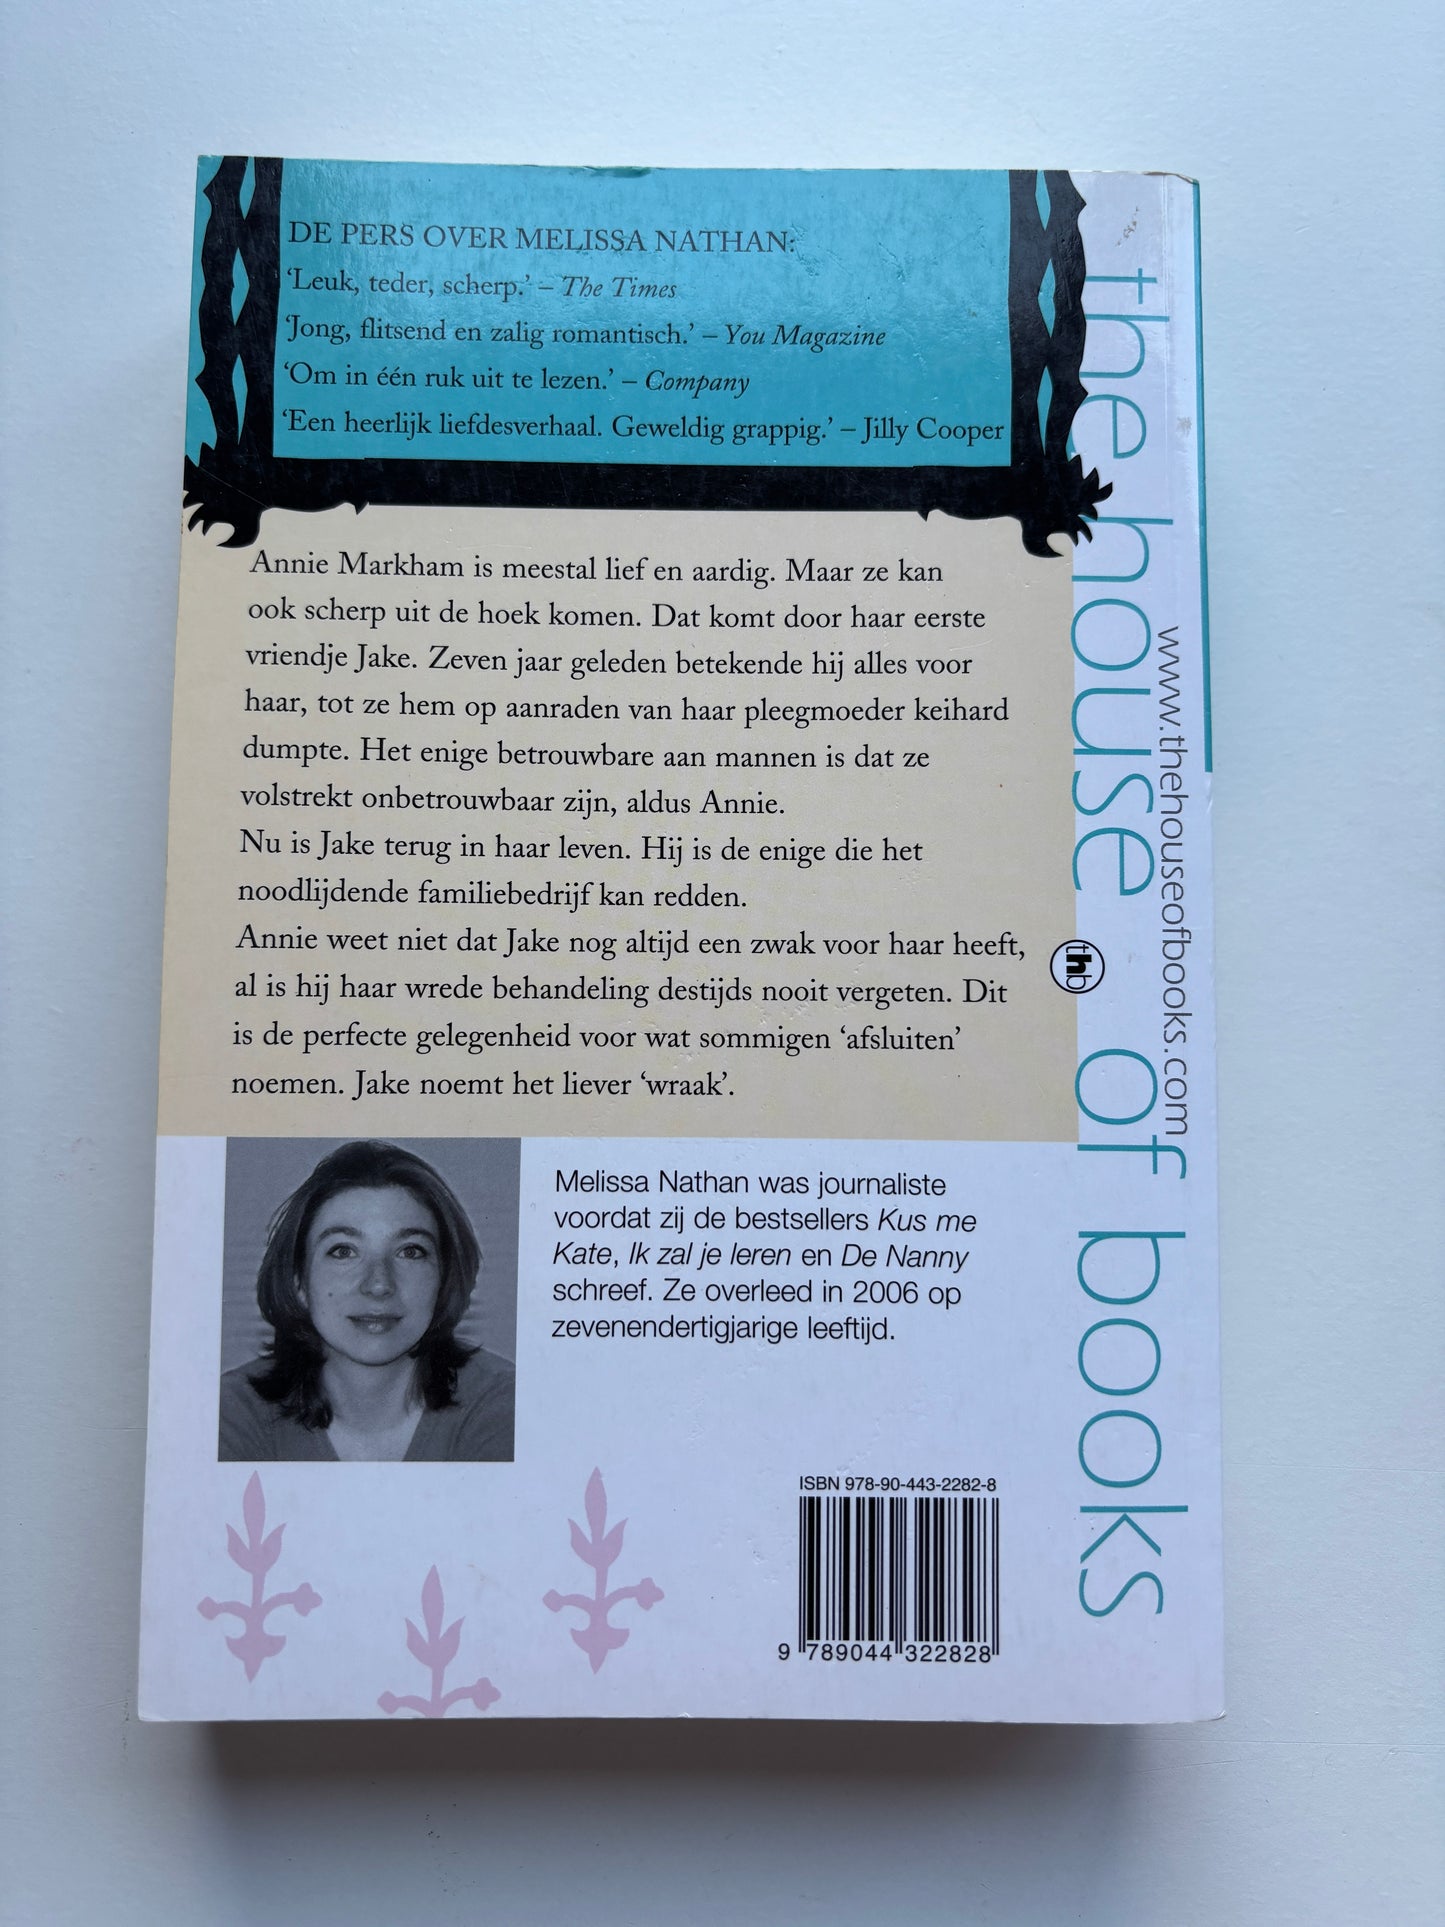 DE PERS OVER MELISSA NATHAN:
‘Leuk, teder, scherp.’ – The Times
‘Jong, flitsend en zalig romantisch.’ – You Magazine
‘Om in één ruk uit te lezen.’ – Company
‘Een heerlijk liefdesverhaal. Geweldig grappig.’ – Jilly Cooper
Annie Markham is meestal lief en aardig. Maar ze kan
ook scherp uit de hoek komen. Dat komt door haar eerste
vriendje Jake. Zeven jaar geleden betekende hij alles voor
haar, tot ze hem op aanraden van haar pleegmoeder keihard
dumpte. Het enige betrouwbare aan mannen is dat ze
volstrekt onbetrouwbaar zijn, aldus Annie.
Nu is Jake terug in haar leven. Hij is de enige die het
noodlijdende familiebedrijf kan redden.
Annie weet niet dat Jake nog altijd een zwak voor haar heeft,
al is hij haar wrede behandeling destijds nooit vergeten. Dit
is de perfecte gelegenheid voor wat sommigen ‘afsluiten’
noemen. Jake noemt het liever ‘wraak’.
Melissa Nathan was journaliste
voordat zij de bestsellers Kus me
Kate, Ik zal je leren en De Nanny
schreef. Ze overleed in 2006 op
zevenendertigjarige leeftijd.
ISBN 978-90-443-2282-8
9 789044 322828
the house of books
www.thehouseofbooks.com
thb